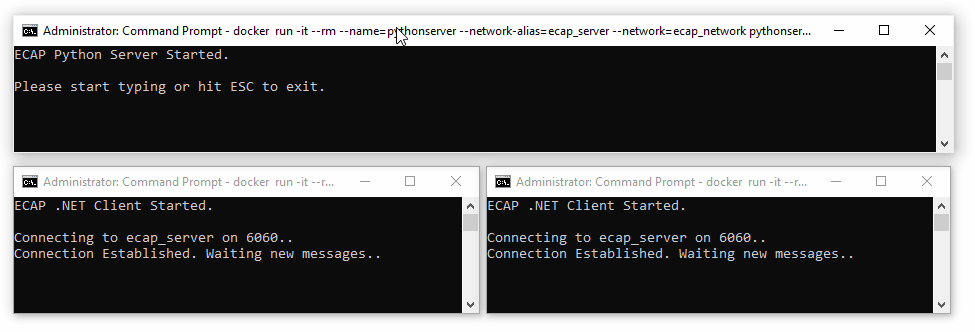 Administrator: Command Prompt - docker run -it --rm --name=pythonserver --network-alias=ecap_server --network=ecap_network pythonser...
ECAP Python Server Started.
Please start typing or hit ESC to exit.
Administrator: Command Prompt - docker run -it --r...
ECAP .NET Client Started.
Connecting to ecap_server on 6060..
Connection Established. Waiting new messages..
Administrator: Command Prompt - docker run -it --r...
ECAP .NET Client Started.
Connecting to ecap_server on 6060..
Connection Established. Waiting new messages..